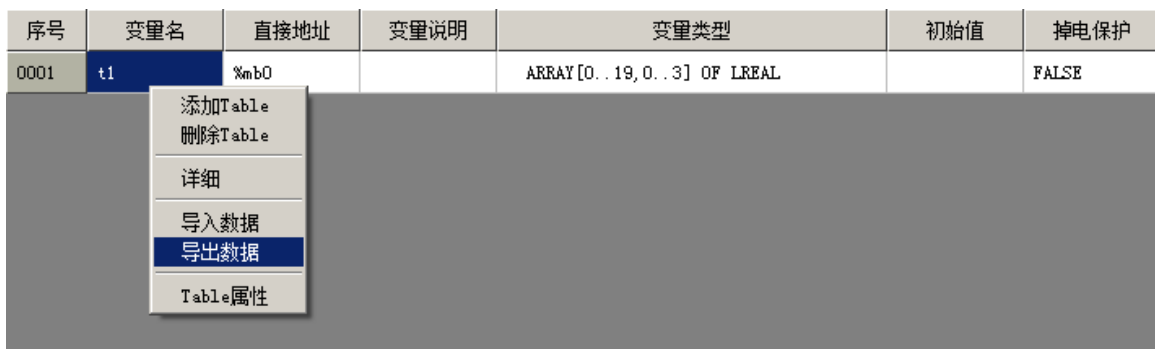 序号 变量名 直接地址 变量说明 变量类型 初始值 掉电保护
0001 t1 %mb0 ARRAY[0..19,0..3] OF LREAL FALSE
添加Table
删除Table
详细
导入数据
导出数据
Table属性